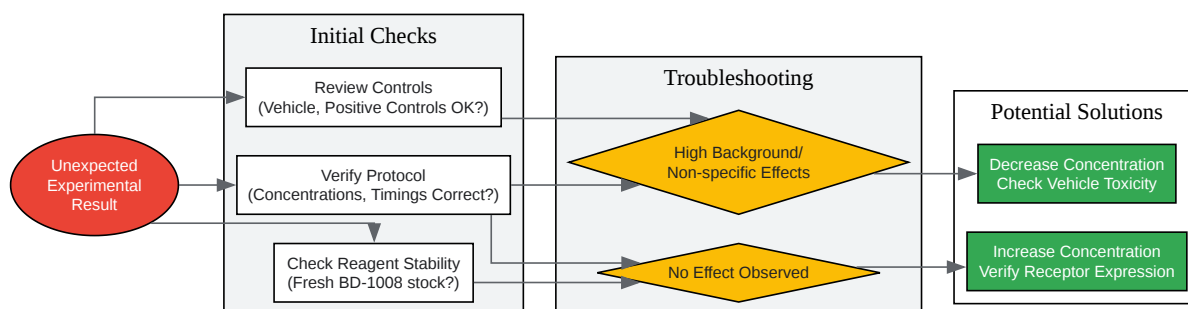 Initial Checks
Review Controls
(Vehicle, Positive Controls OK?)
Verify Protocol
(Concentrations, Timings Correct?)
Check Reagent Stability
(Fresh BD-1008 stock?)
Unexpected
Experimental
Result
Troubleshooting
High Background/
Non-specific Effects
No Effect Observed
Potential Solutions
Decrease Concentration
Check Vehicle Toxicity
Increase Concentration
Verify Receptor Expression